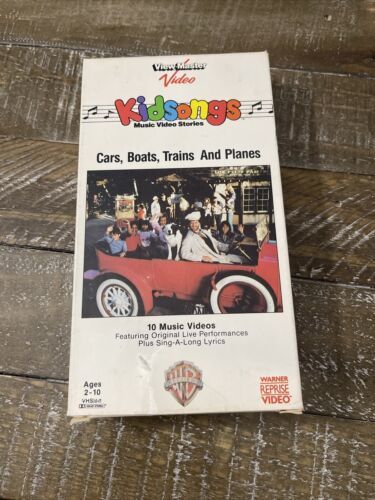 View-Master
Video
Kidsongs
Music Video Stories
Cars, Boats, Trains And Planes
10 Music Videos
Featuring Original Live Performances
Plus Sing-A-Long Lyrics
Ages
2-10
WARNER
REPRISE
VIDEO